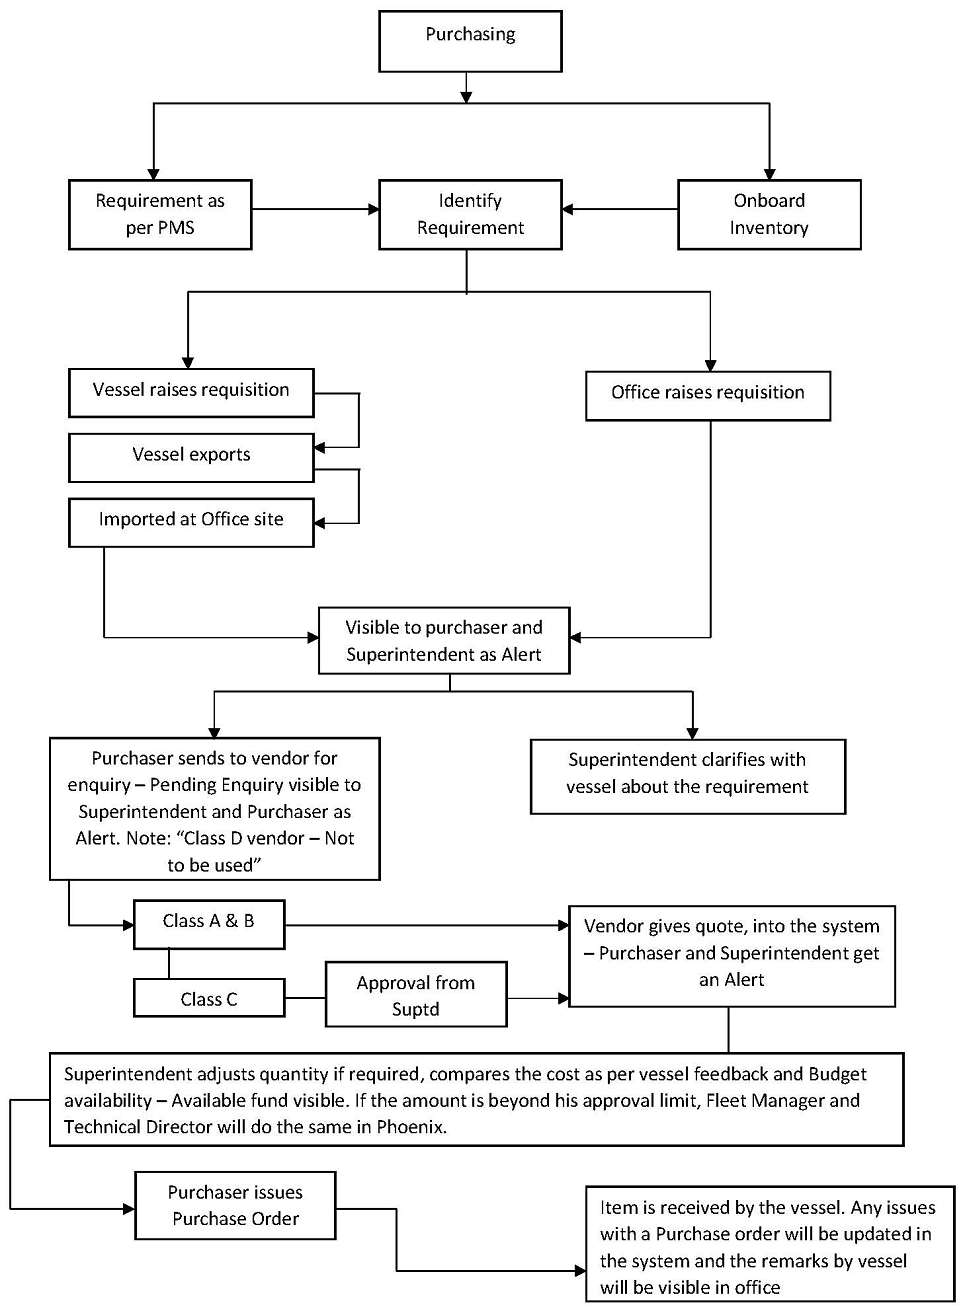 Purchasing
Requirement as
per PMS
Identify
Requirement
Onboard
Inventory
Vessel raises requisition
Office raises requisition
Vessel exports
Imported at Office site
Visible to purchaser and
Superintendent as Alert
Purchaser sends to vendor for
enquiry – Pending Enquiry visible to
Superintendent and Purchaser as
Alert. Note: “Class D vendor – Not
to be used”
Superintendent clarifies with
vessel about the requirement
Class A & B
Class C
Approval from
Suptd
Vendor gives quote, into the system
– Purchaser and Superintendent get
an Alert
Superintendent adjusts quantity if required, compares the cost as per vessel feedback and Budget
availability – Available fund visible. If the amount is beyond his approval limit, Fleet Manager and
Technical Director will do the same in Phoenix.
Purchaser issues
Purchase Order
Item is received by the vessel. Any issues
with a Purchase order will be updated in
the system and the remarks by vessel
will be visible in office